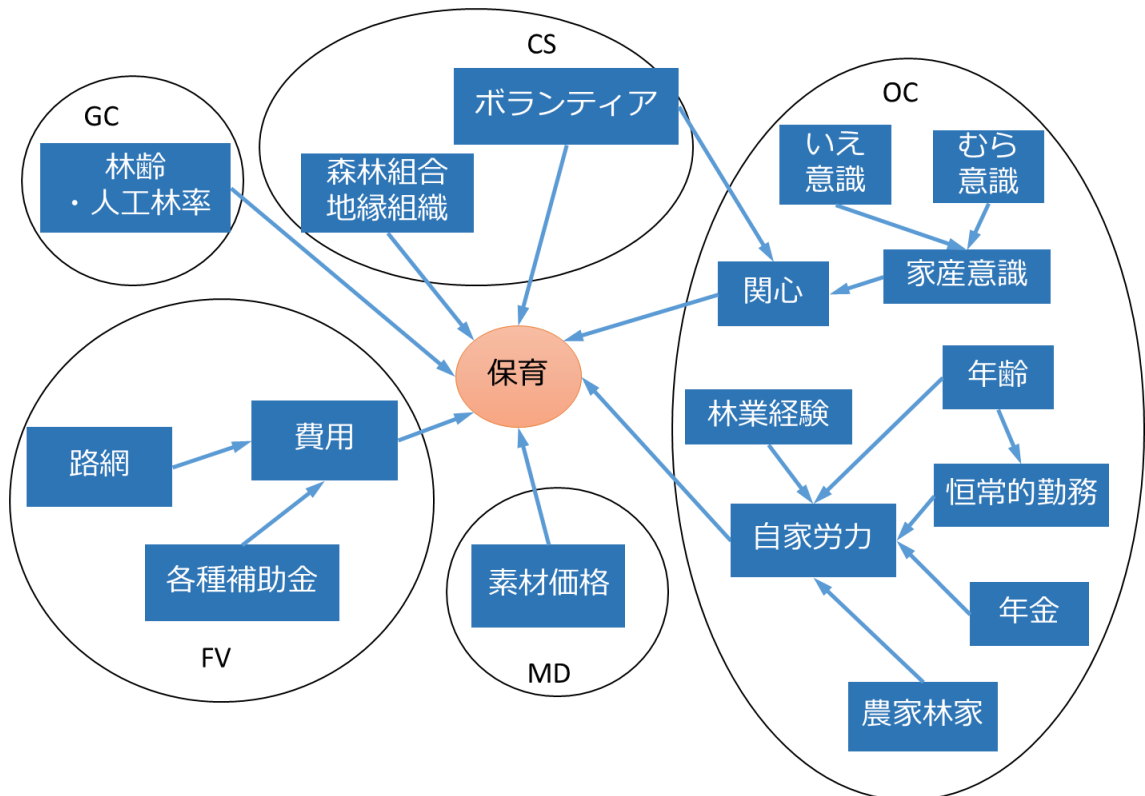 CS
ボランティア
森林組合
地縁組織
GC
林齢
・人工林率
OC
いえ
意識
むら
意識
家産意識
関心
保育
年齢
林業経験
恒常的勤務
自家労力
年金
農家林家
費用
路網
各種補助金
FV
素材価格
MD